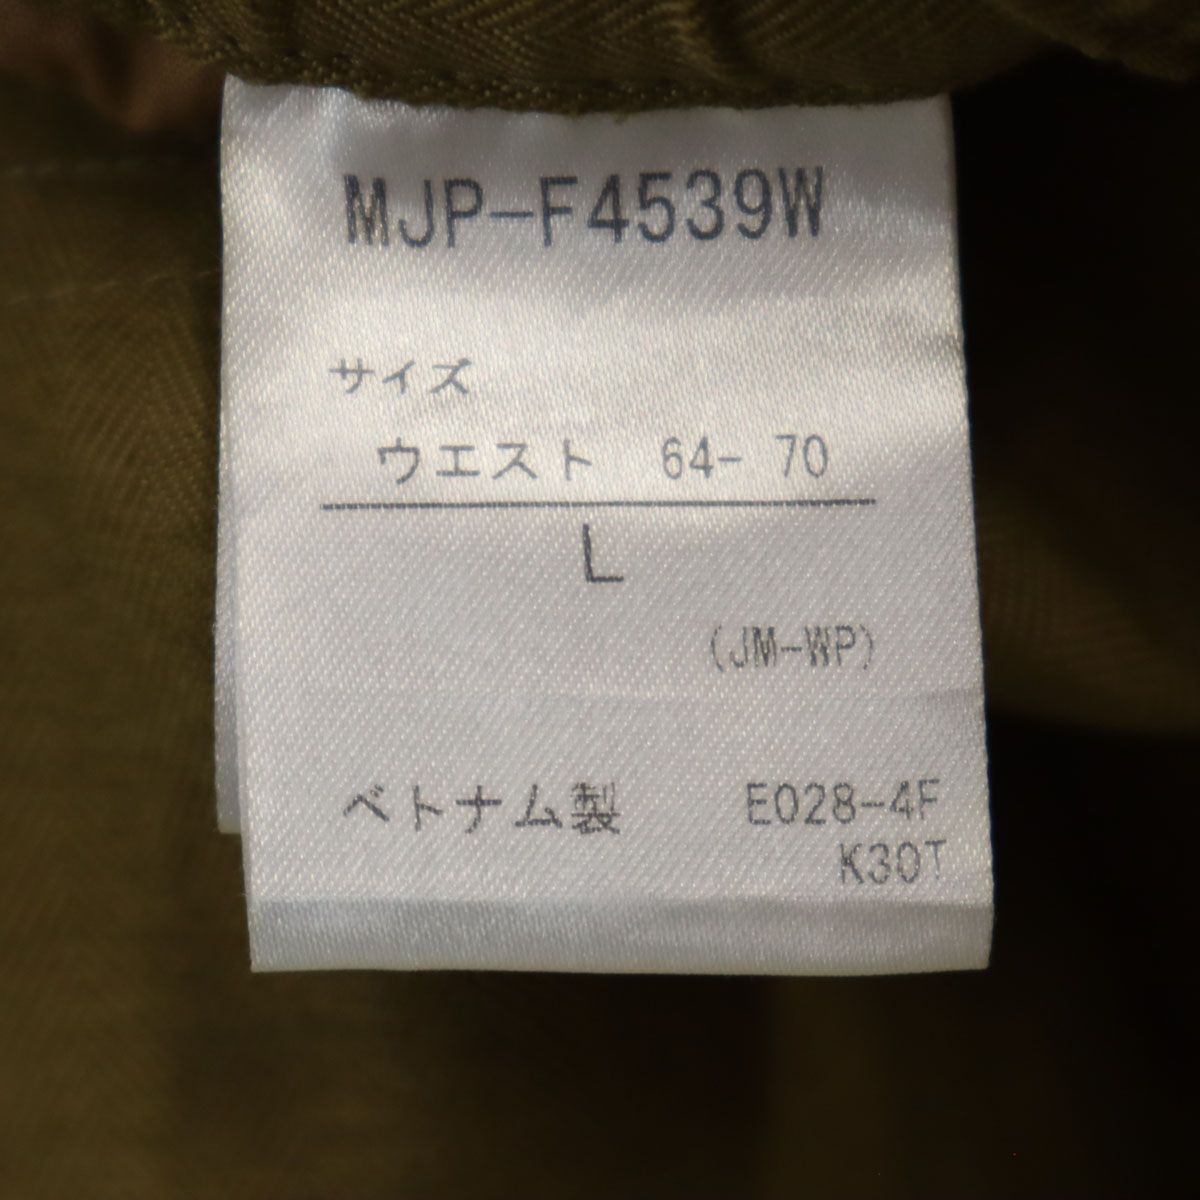 MJP-F4539W
サイズ
ウエスト 64- 70
L
(JM-WP)
ベトナム製 E028-4F
K30T